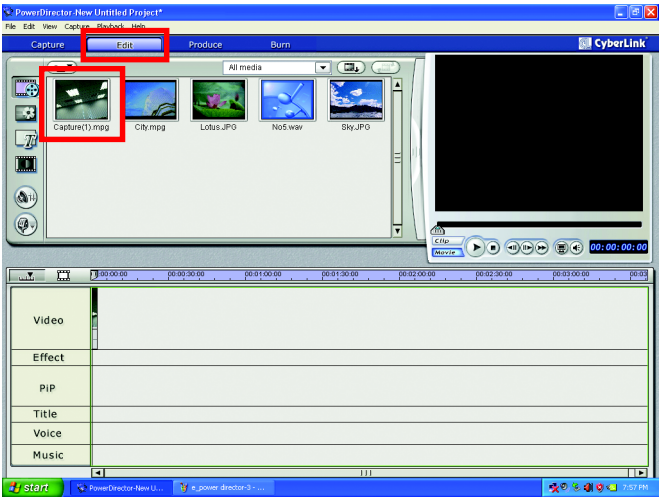 PowerDirector-New Untitled Project*
File Edit View Capture Playback Help
Capture Edit Produce Burn CyberLink
All media
Capture(1).mpg City.mpg Lotus.JPG No5.wav Sky.JPG
Clip
Movie
00:00:00:00
00:00:00:00 00:00:30:00 00:01:00:00 00:01:30:00 00:02:00:00 00:02:30:00 00:03:00:00 00:03
Video
Effect
PiP
Title
Voice
Music
start PowerDirector-New U... e_power director-3 - ... 7:57 PM